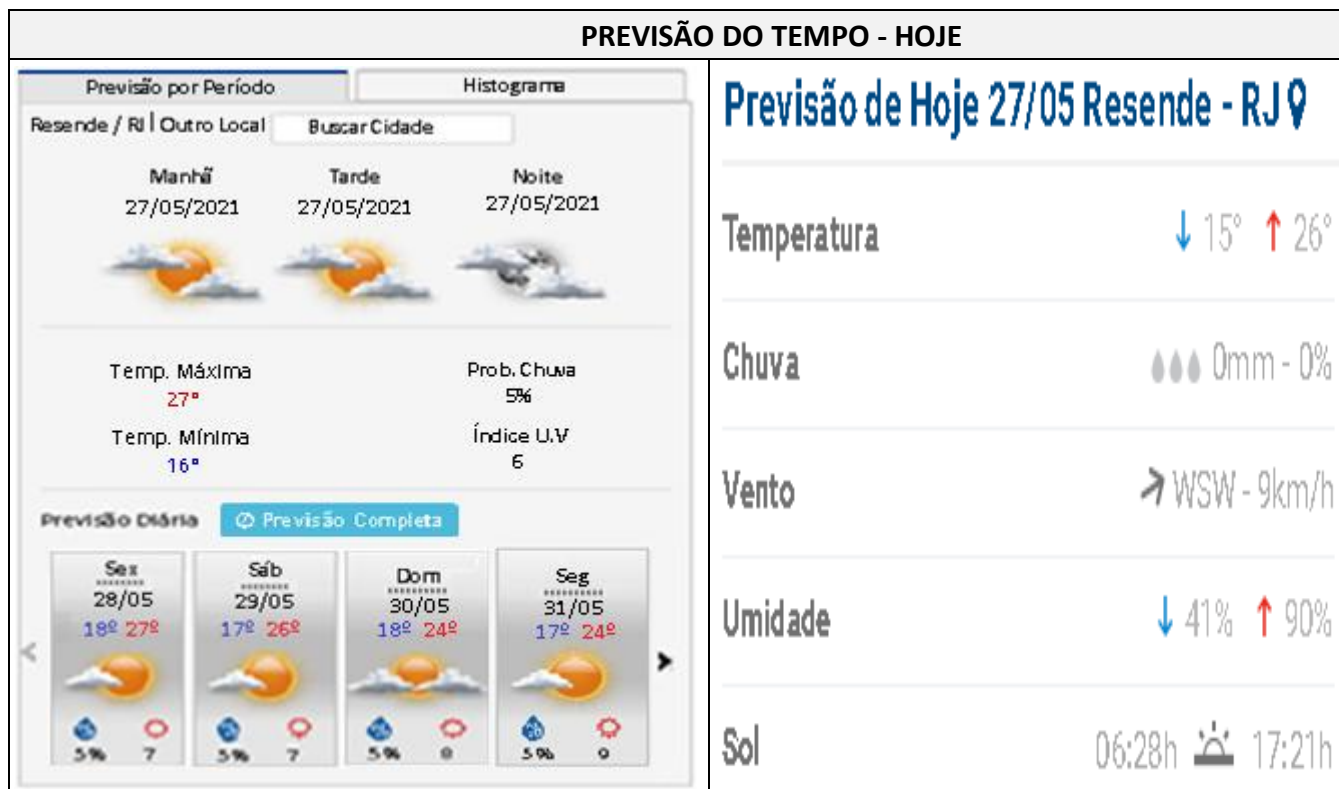 PREVISÃO DO TEMPO - HOJE
Previsão por Período Histograma
Resende / RJ | Outro Local Buscar Cidade
Manhã Tarde Noite
27/05/2021 27/05/2021 27/05/2021
Temp. Máxima Prob. Chuva
27° 5%
Temp. Mínima Índice U.V
16° 6
Previsão Diária Previsão Completa
Sex Sáb Dom Seg
28/05 29/05 30/05 31/05
18º 27º 17º 26º 18º 24º 17º 24º
5% 7 5% 7 5% 5%
Previsão de Hoje 27/05 Resende - RJ
Temperatura ↓ 15° ↑ 26°
Chuva 0mm - 0%
Vento WSW - 9km/h
Umidade ↓ 41% ↑ 90%
Sol 06:28h 17:21h